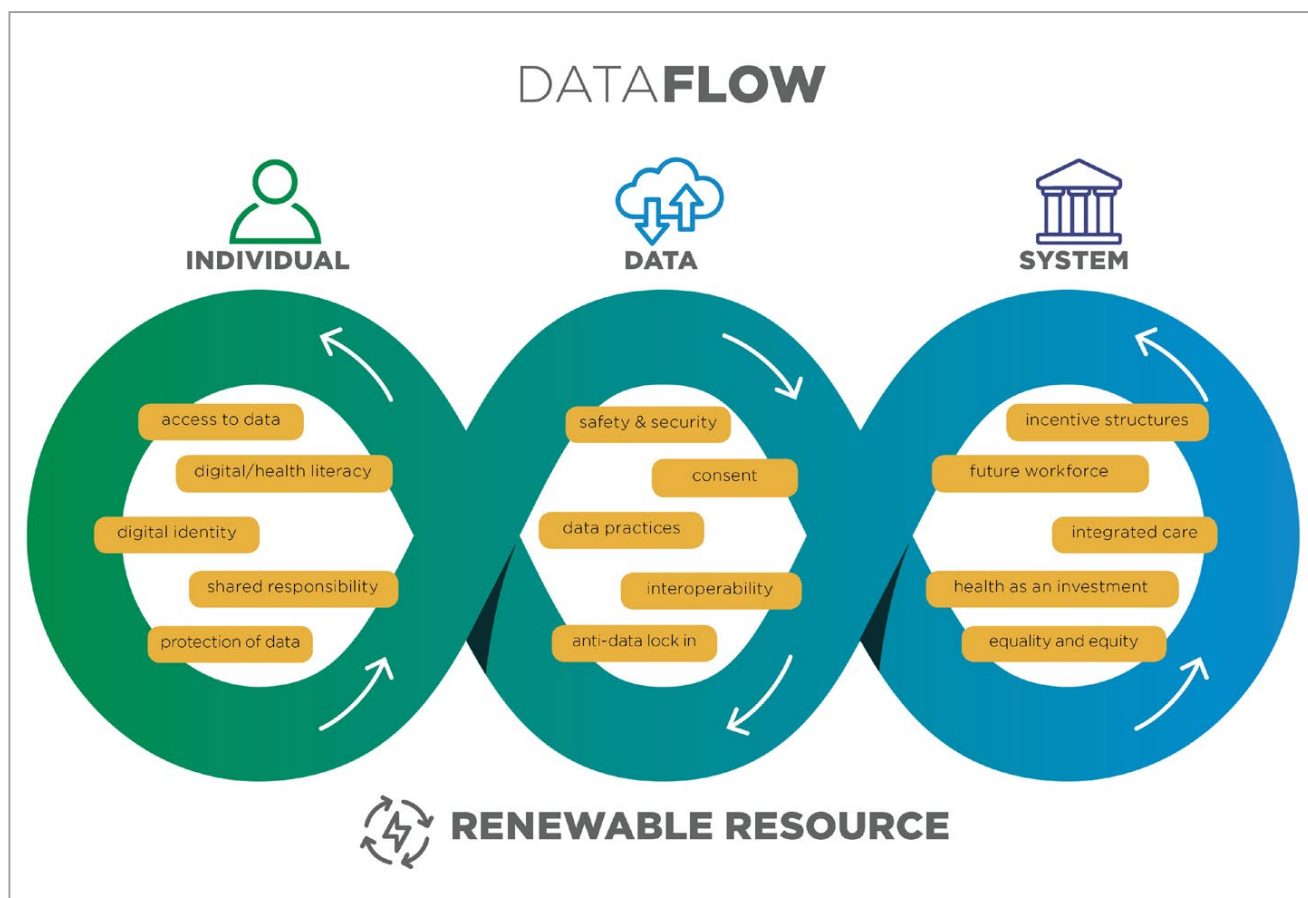 DATAFLOW
INDIVIDUAL
DATA
SYSTEM
access to data
digital/health literacy
digital identity
shared responsibility
protection of data
safety & security
consent
data practices
interoperability
anti-data lock in
incentive structures
future workforce
integrated care
health as an investment
equality and equity
RENEWABLE RESOURCE